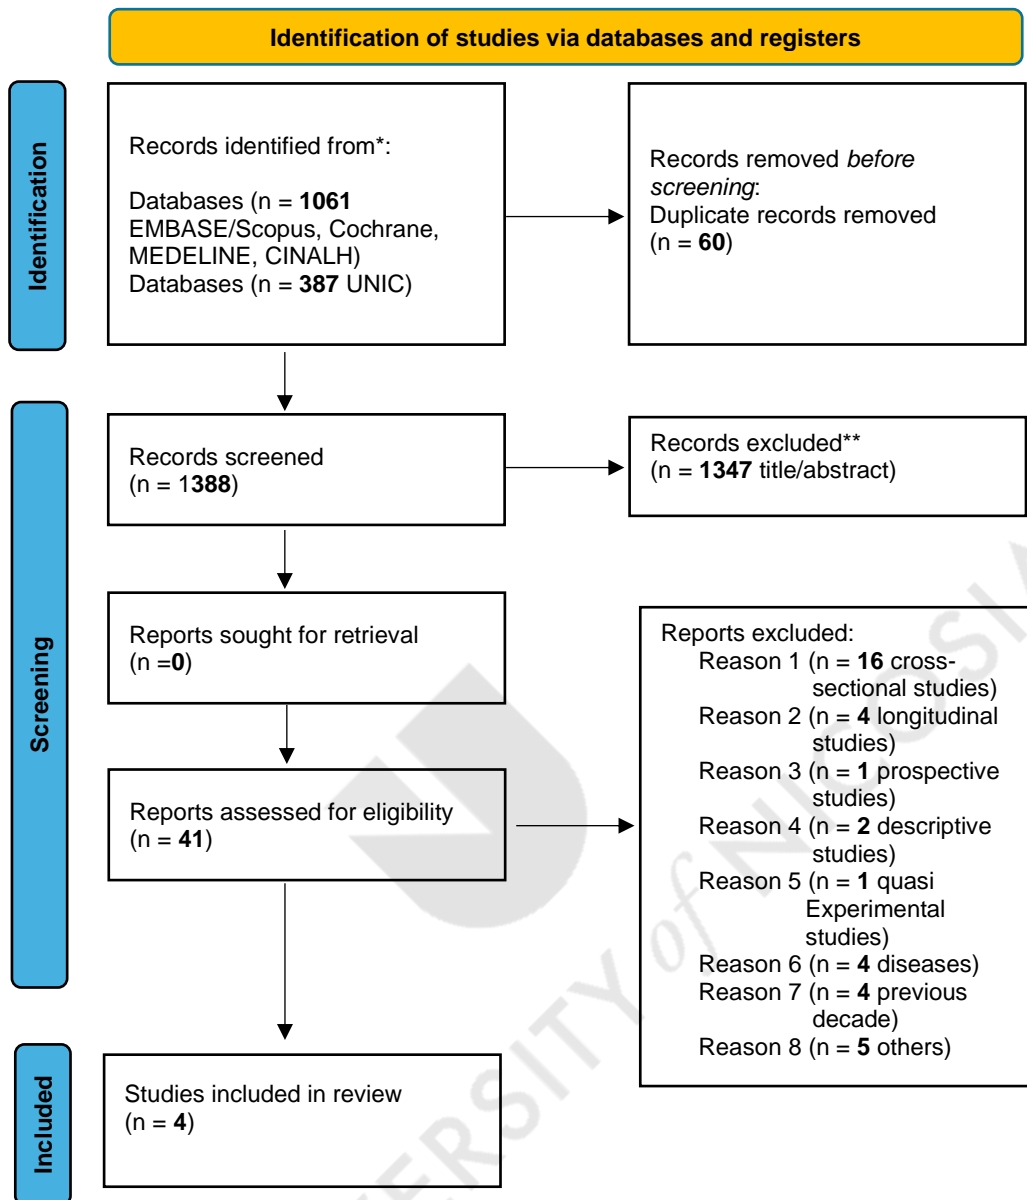 Identification of studies via databases and registers
Identification
Records identified from*:
Databases (n = 1061
EMBASE/Scopus, Cochrane,
MEDELINE, CINALH)
Databases (n = 387 UNIC)
Records removed before
screening:
Duplicate records removed
(n = 60)
Screening
Records screened
(n = 1388)
Records excluded**
(n = 1347 title/abstract)
Reports sought for retrieval
(n =0)
Reports assessed for eligibility
(n = 41)
Reports excluded:
Reason 1 (n = 16 cross-
sectional studies)
Reason 2 (n = 4 longitudinal
studies)
Reason 3 (n = 1 prospective
studies)
Reason 4 (n = 2 descriptive
studies)
Reason 5 (n = 1 quasi
Experimental
studies)
Reason 6 (n = 4 diseases)
Reason 7 (n = 4 previous
decade)
Reason 8 (n = 5 others)
Included
Studies included in review
(n = 4)
VERSITY of NICOSIA